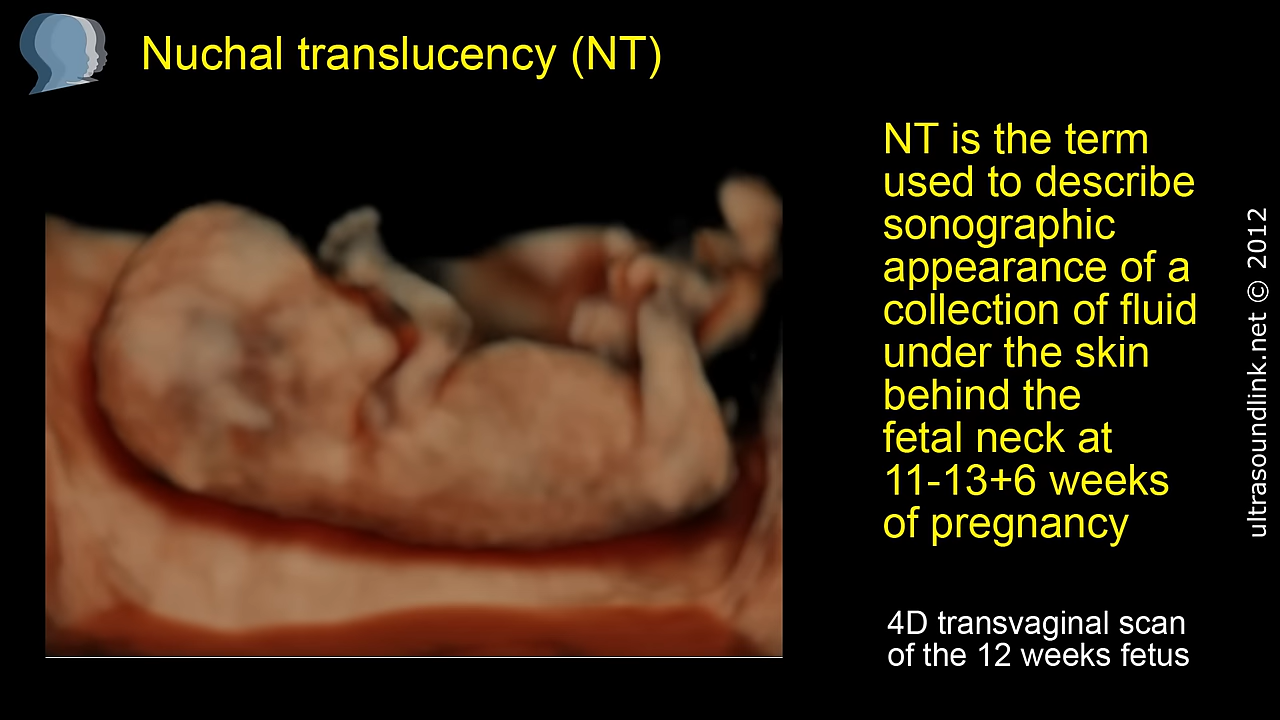 Nuchal translucency (NT)
NT is the term
used to describe
sonographic
appearance of a
collection of fluid
under the skin
behind the
fetal neck at
11-13+6 weeks
of pregnancy
4D transvaginal scan
of the 12 weeks fetus
ultrasoundlink.net © 2012